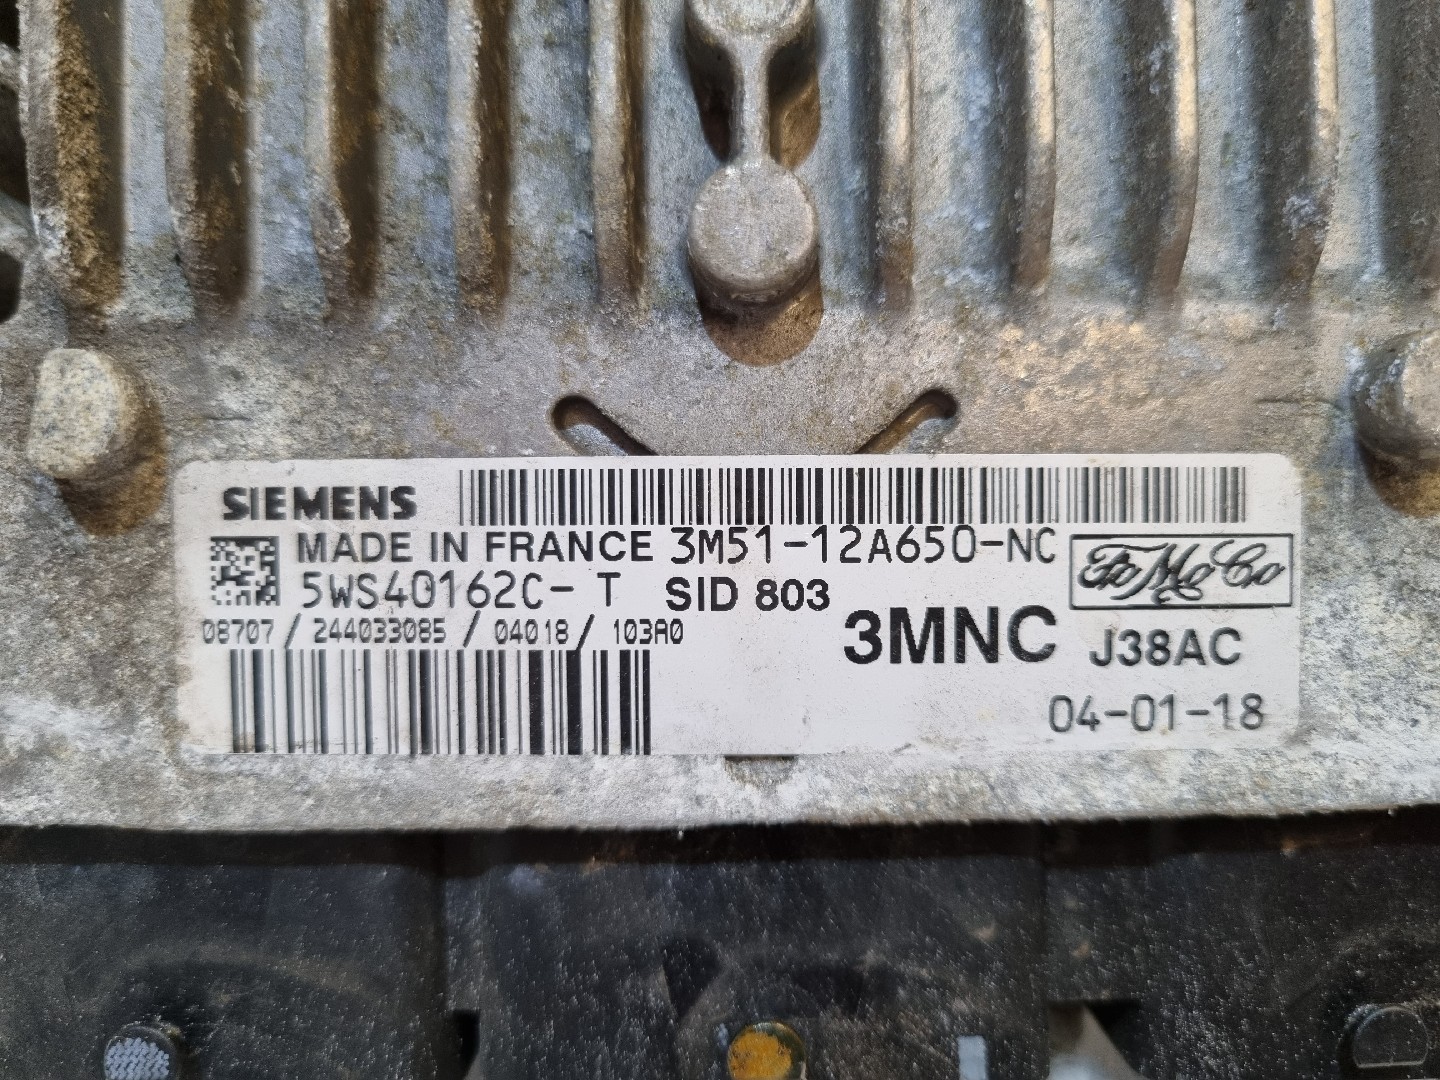 SIEMENS
MADE IN FRANCE 3M51-12A650-NC
FoMoCo
5WS40162C- T SID 803
08707 / 244033085 / 04018 / 103A0
3MNC J38AC
04-01-18